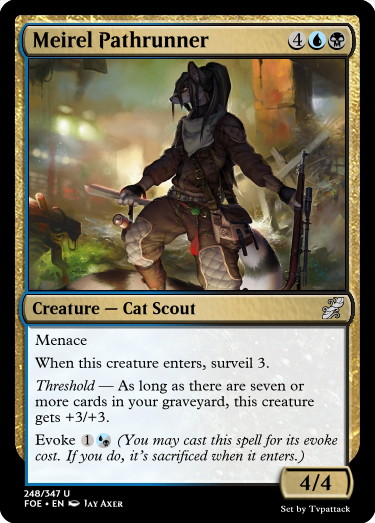 Meirel Pathrunner 4
Creature — Cat Scout
Menace
When this creature enters, surveil 3.
Threshold — As long as there are seven or
more cards in your graveyard, this creature
gets +3/+3.
Evoke 1 (You may cast this spell for its evoke
cost. If you do, it's sacrificed when it enters.)
4/4
248/347 U
FOE • EN Jay Axer
Set by Tvpattack